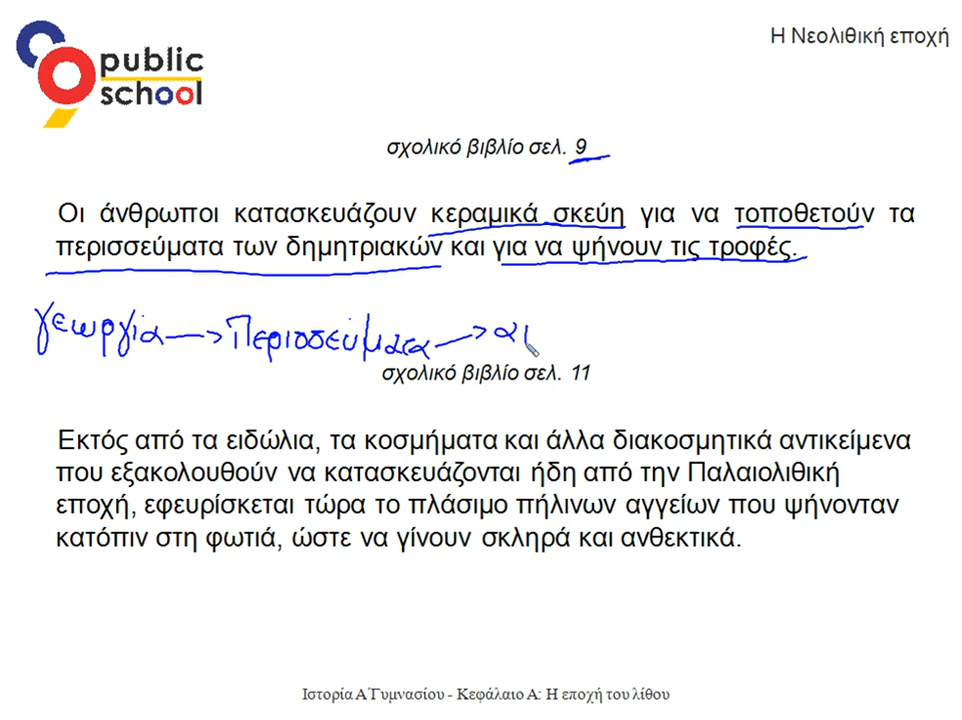 public
school
Η Νεολιθική εποχή
σχολικό βιβλίο σελ. 9
Οι άνθρωποι κατασκευάζουν κεραμικά σκεύη για να τοποθετούν τα
περισσεύματα των δημητριακών και για να ψήνουν τις τροφές.
γεωργία → περισσεύματα → αι
σχολικό βιβλίο σελ. 11
Εκτός από τα ειδώλια, τα κοσμήματα και άλλα διακοσμητικά αντικείμενα
που εξακολουθούν να κατασκευάζονται ήδη από την Παλαιολιθική
εποχή, εφευρίσκεται τώρα το πλάσιμο πήλινων αγγείων που ψήνονταν
κατόπιν στη φωτιά, ώστε να γίνουν σκληρά και ανθεκτικά.
Ιστορία Α΄Γυμνασίου - Κεφάλαιο Α: Η εποχή του λίθου